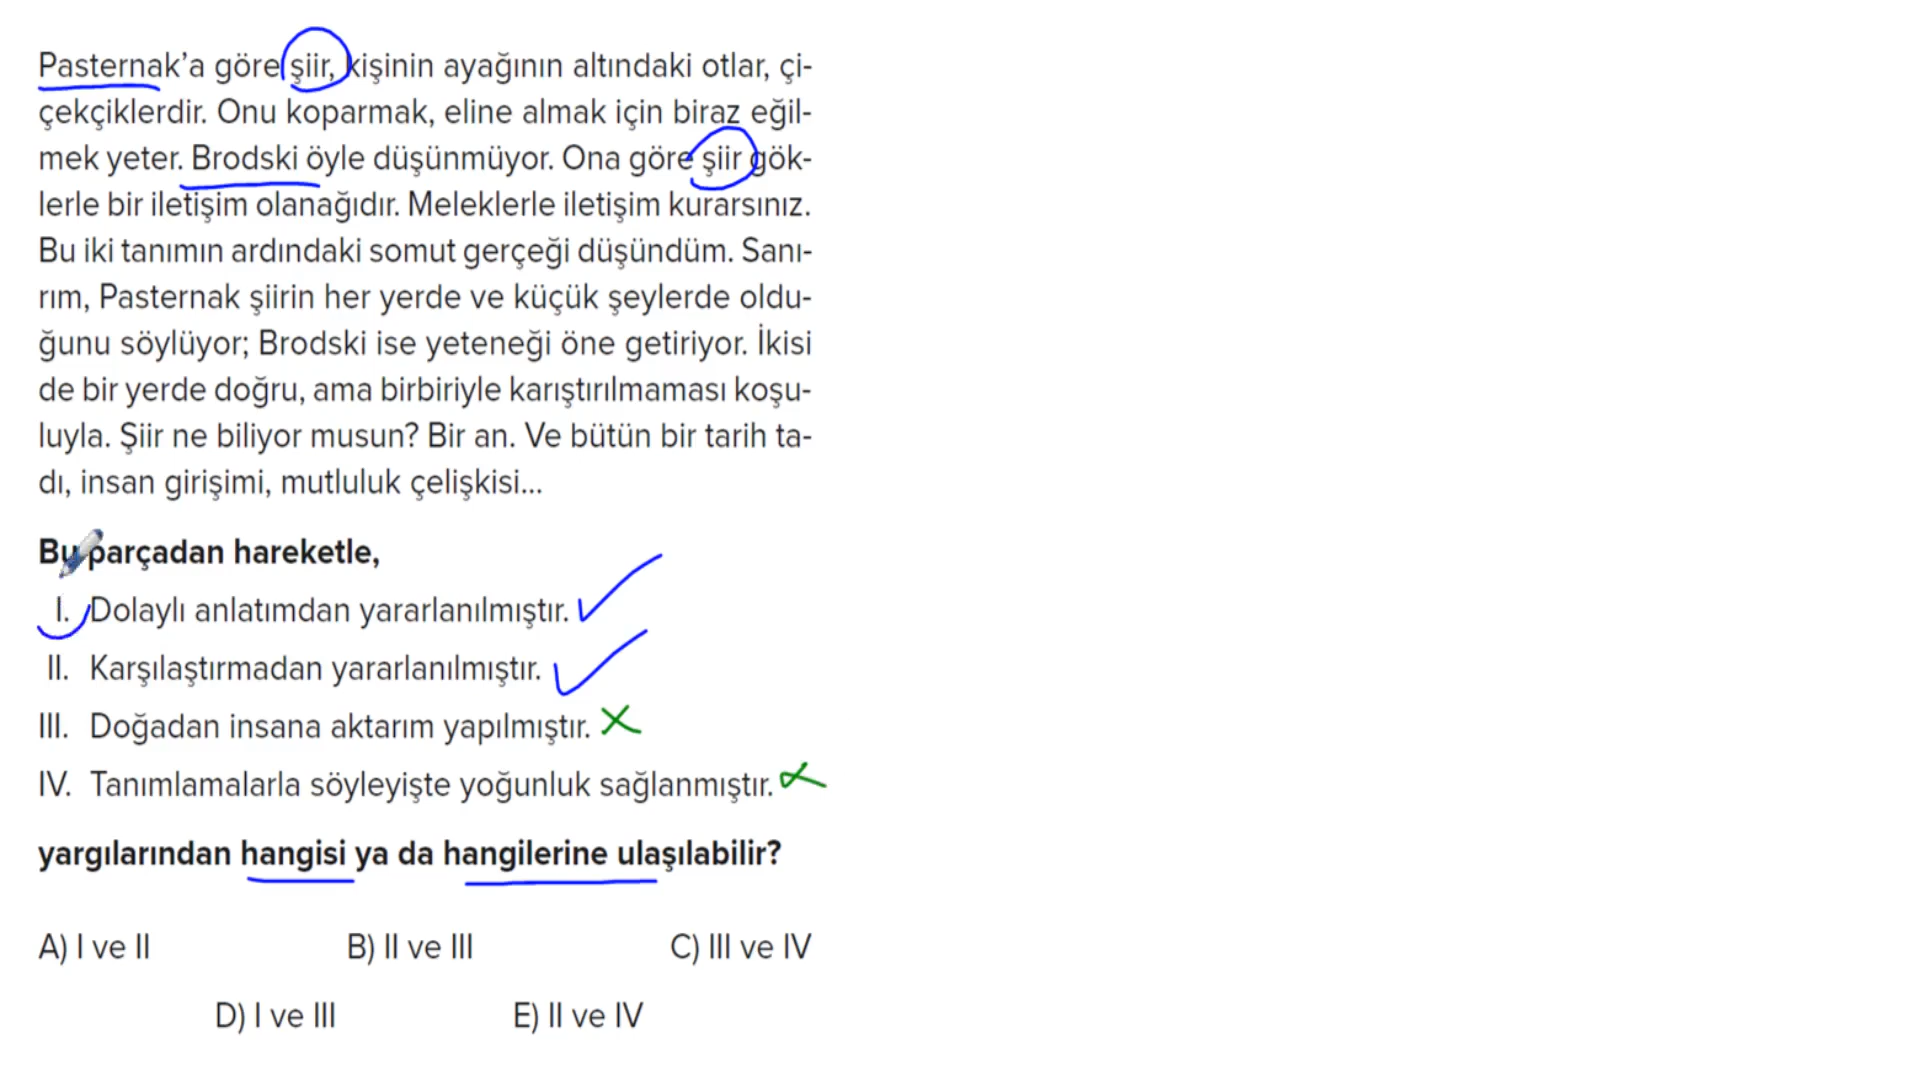 Pasternak’a göre şiir, kişinin ayağının altındaki otlar, çi-
çekçiklerdir. Onu koparmak, eline almak için biraz eğil-
mek yeter. Brodski öyle düşünmüyor. Ona göre şiir gök-
lerle bir iletişim olanağıdır. Meleklerle iletişim kurarsınız.
Bu iki tanımın ardındaki somut gerçeği düşündüm. Sanı-
rım, Pasternak şiirin her yerde ve küçük şeylerde oldu-
ğunu söylüyor; Brodski ise yeteneği öne getiriyor. İkisi
de bir yerde doğru, ama birbiriyle karıştırılmaması koşu-
luyla. Şiir ne biliyor musun? Bir an. Ve bütün bir tarih ta-
dı, insan girişimi, mutluluk çelişkisi...
Bu parçadan hareketle,
I. Dolaylı anlatımdan yararlanılmıştır.
II. Karşılaştırmadan yararlanılmıştır.
III. Doğadan insana aktarım yapılmıştır.
IV. Tanımlamalarla söyleyişte yoğunluk sağlanmıştır.
yargılarından hangisi ya da hangilerine ulaşılabilir?
A) I ve II B) II ve III C) III ve IV
D) I ve III E) II ve IV